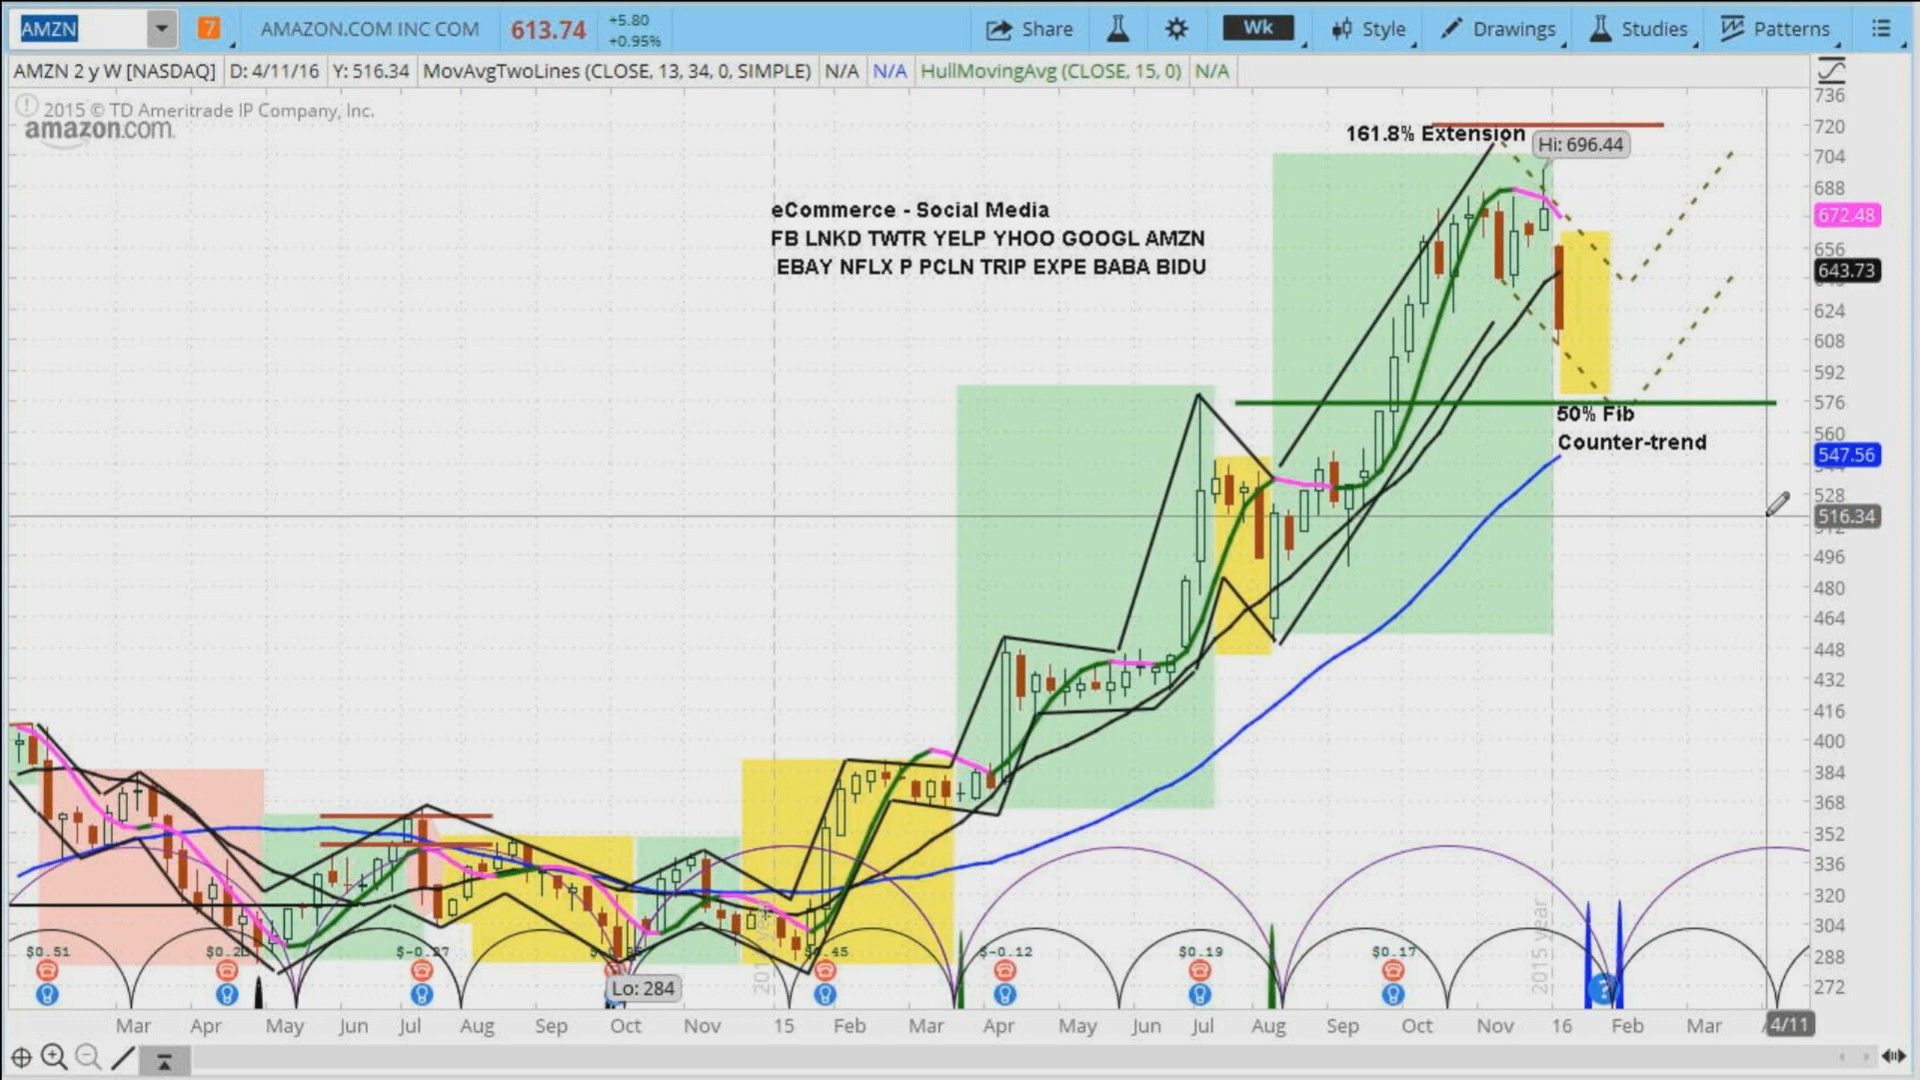 AMZN
7
AMAZON.COM INC COM
613.74
+5.80
+0.95%
Share
Wk
Style
Drawings
Studies
Patterns
AMZN 2 y W [NASDAQ]
D: 4/11/16
Y: 516.34
MovAvgTwoLines (CLOSE, 13, 34, 0, SIMPLE)
N/A
N/A
HullMovingAvg (CLOSE, 15, 0)
N/A
2015 © TD Ameritrade IP Company, Inc.
amazon.com
161.8% Extension
Hi: 696.44
eCommerce - Social Media
FB LNKD TWTR YELP YHOO GOOGL AMZN
EBAY NFLX P PCLN TRIP EXPE BABA BIDU
50% Fib
Counter-trend
736
720
704
688
672.48
656
643.73
624
608
592
576
560
547.56
528
516.34
496
480
464
448
432
416
400
384
368
352
336
320
304
288
272
$0.51
$-0.12
$0.19
$0.17
Lo: 284
2015 year
?
Mar
Apr
May
Jun
Jul
Aug
Sep
Oct
Nov
15
Feb
Mar
Apr
May
Jun
Jul
Aug
Sep
Oct
Nov
16
Feb
Mar
4/11